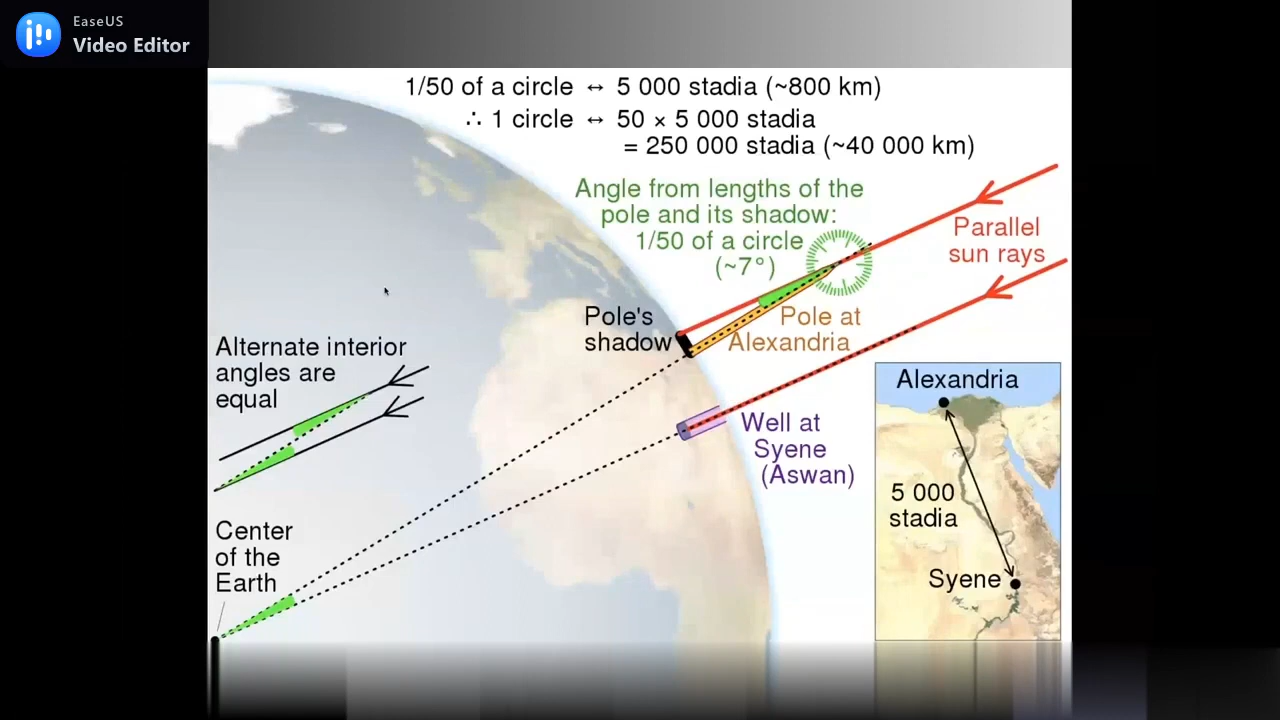 EaseUS
Video Editor
1/50 of a circle ↔ 5 000 stadia (~800 km)
∴ 1 circle ↔ 50 × 5 000 stadia
= 250 000 stadia (~40 000 km)
Angle from lengths of the
pole and its shadow:
1/50 of a circle
(~7°)
Parallel
sun rays
Pole's
shadow
Pole at
Alexandria
Alternate interior
angles are
equal
Well at
Syene
(Aswan)
Alexandria
5 000
stadia
Syene
Center
of the
Earth